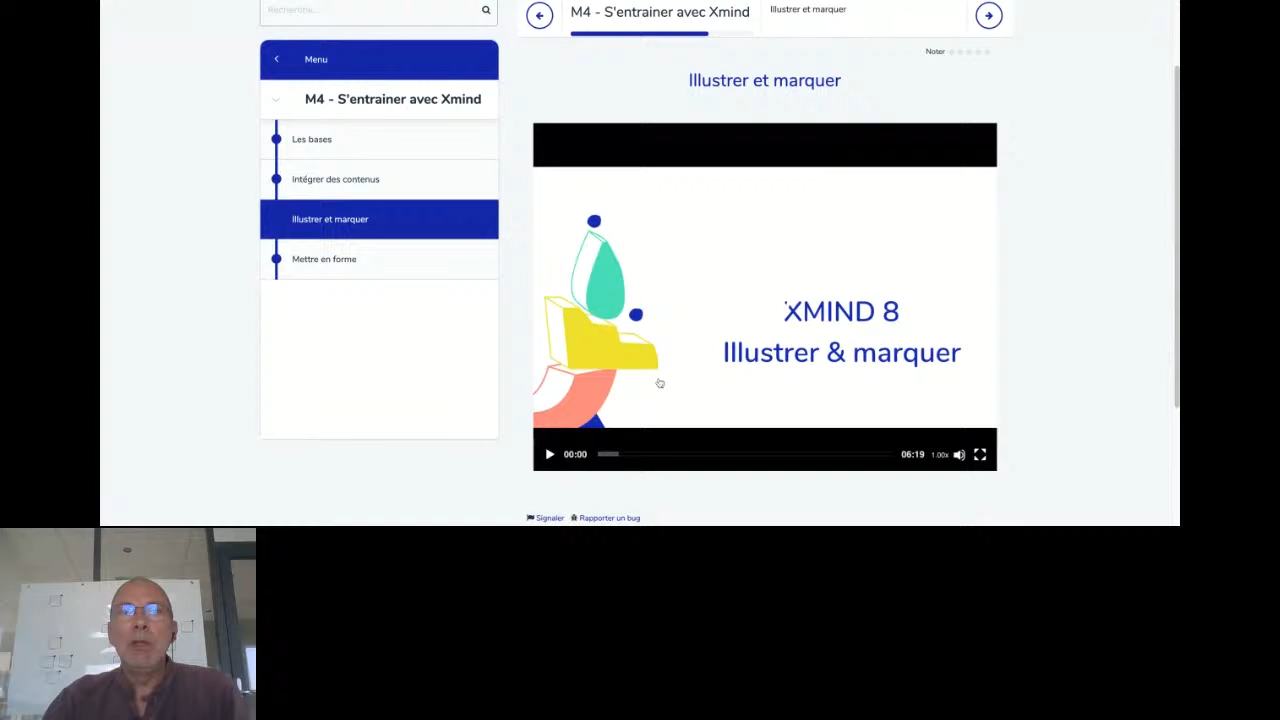 Recherche...
Menu
M4 - S'entrainer avec Xmind
Les bases
Intégrer des contenus
Illustrer et marquer
Mettre en forme
M4 - S'entrainer avec Xmind
Illustrer et marquer
Noter
Illustrer et marquer
XMIND 8
Illustrer & marquer
00:00
06:19
1.00x
Signaler
Rapporter un bug